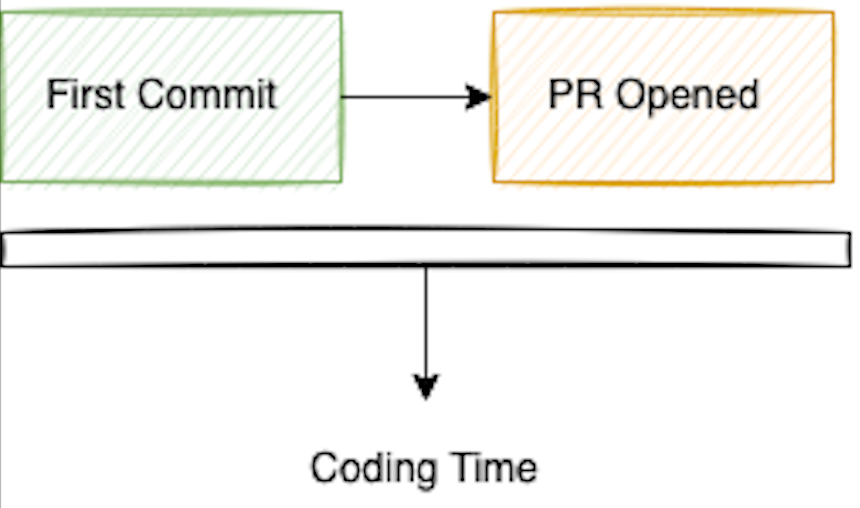 First Commit
PR Opened
Coding Time